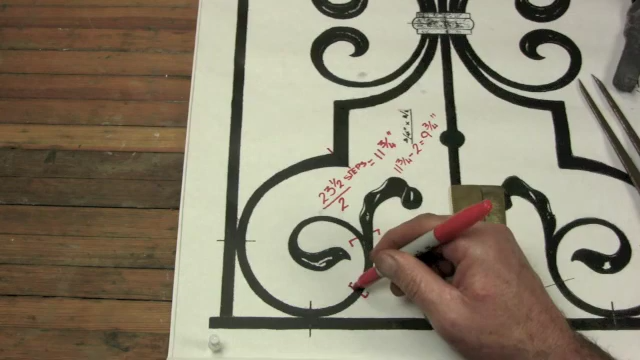 23½ STEPS = 11¾"
2
11¾ - 2 = 9¾"